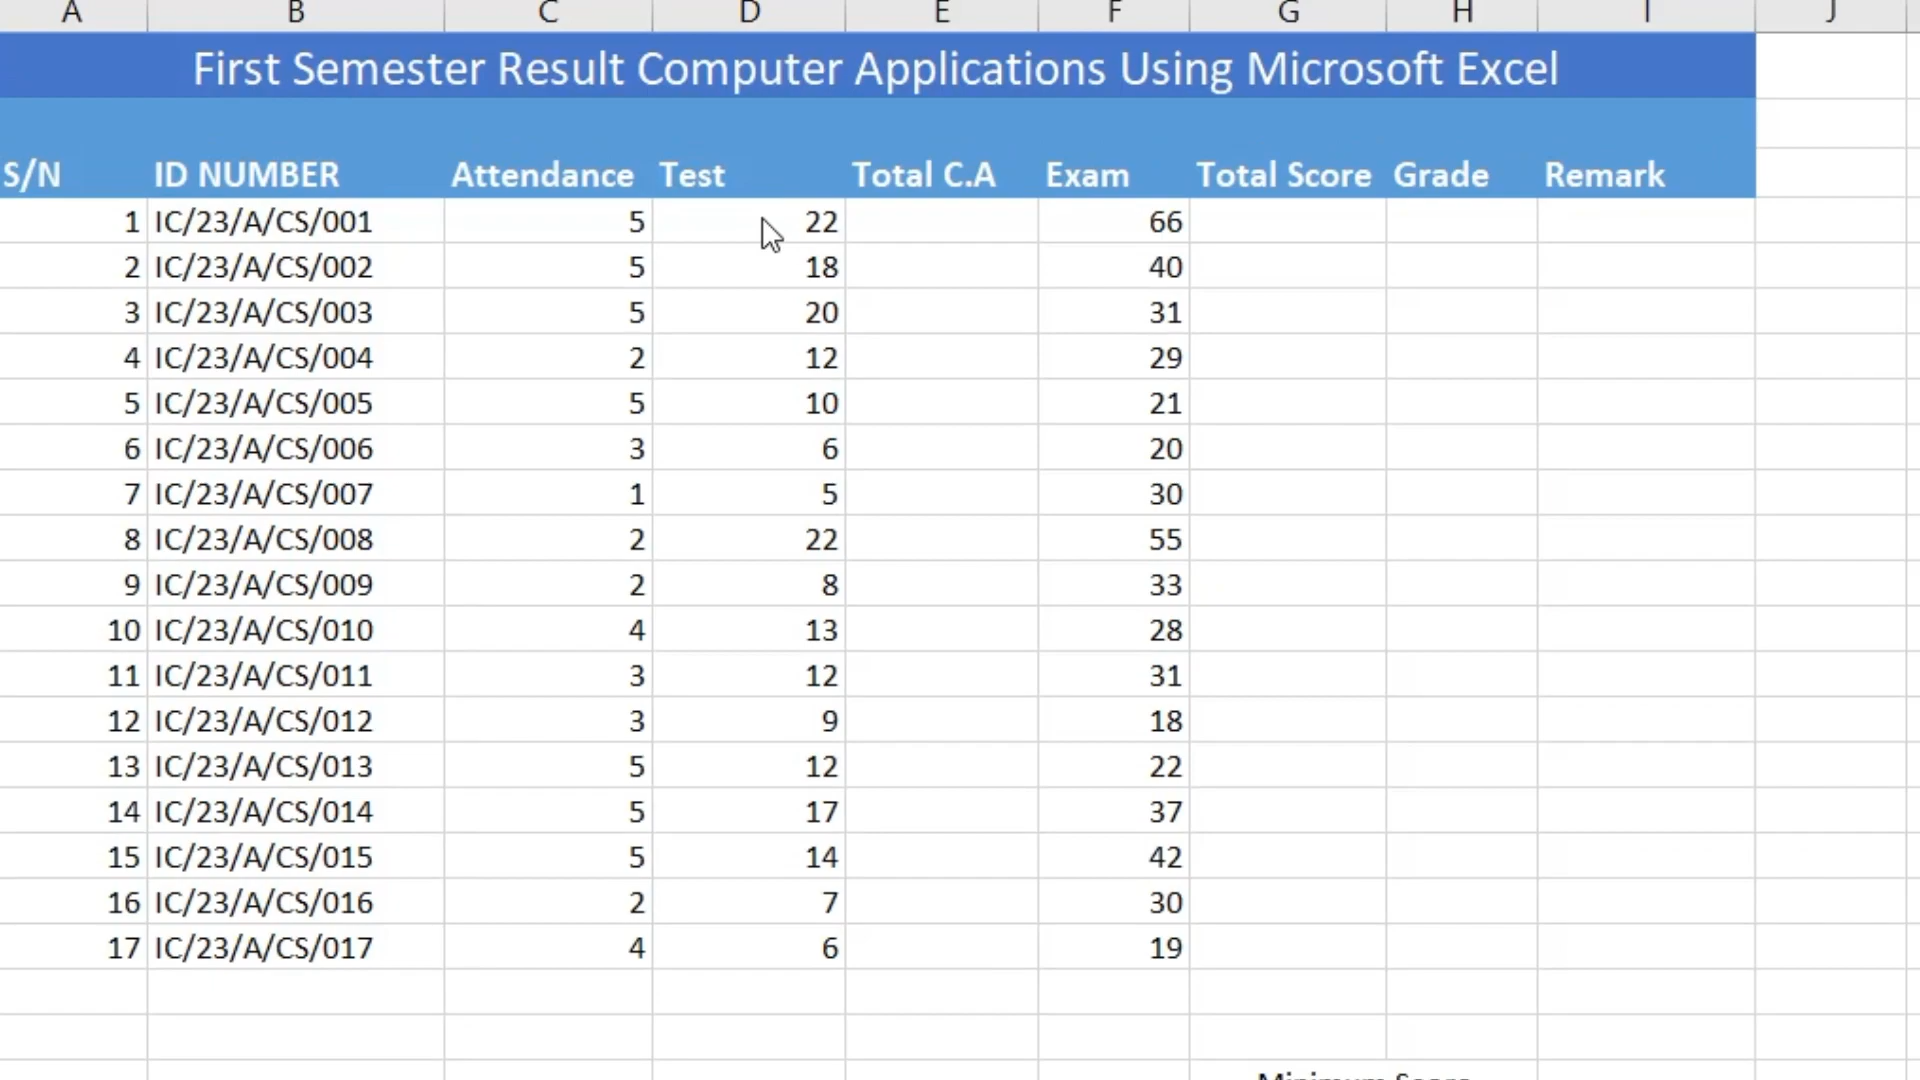 A B C D E F G H I J
First Semester Result Computer Applications Using Microsoft Excel
S/N ID NUMBER Attendance Test Total C.A Exam Total Score Grade Remark
1 IC/23/A/CS/001 5 22 66
2 IC/23/A/CS/002 5 18 40
3 IC/23/A/CS/003 5 20 31
4 IC/23/A/CS/004 2 12 29
5 IC/23/A/CS/005 5 10 21
6 IC/23/A/CS/006 3 6 20
7 IC/23/A/CS/007 1 5 30
8 IC/23/A/CS/008 2 22 55
9 IC/23/A/CS/009 2 8 33
10 IC/23/A/CS/010 4 13 28
11 IC/23/A/CS/011 3 12 31
12 IC/23/A/CS/012 3 9 18
13 IC/23/A/CS/013 5 12 22
14 IC/23/A/CS/014 5 17 37
15 IC/23/A/CS/015 5 14 42
16 IC/23/A/CS/016 2 7 30
17 IC/23/A/CS/017 4 6 19
Minimum Score